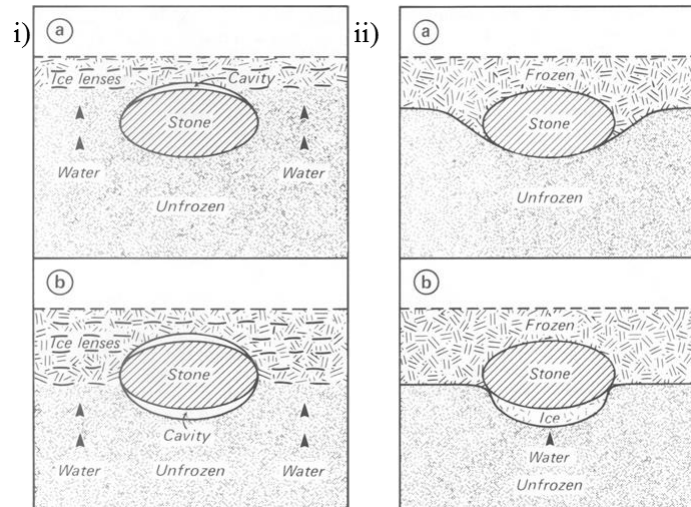 i)
a
Ice lenses
Cavity
Stone
Water
Water
Unfrozen
b
Ice lenses
Stone
Cavity
Water
Unfrozen
Water
ii)
a
Frozen
Stone
Unfrozen
b
Frozen
Stone
Ice
Water
Unfrozen